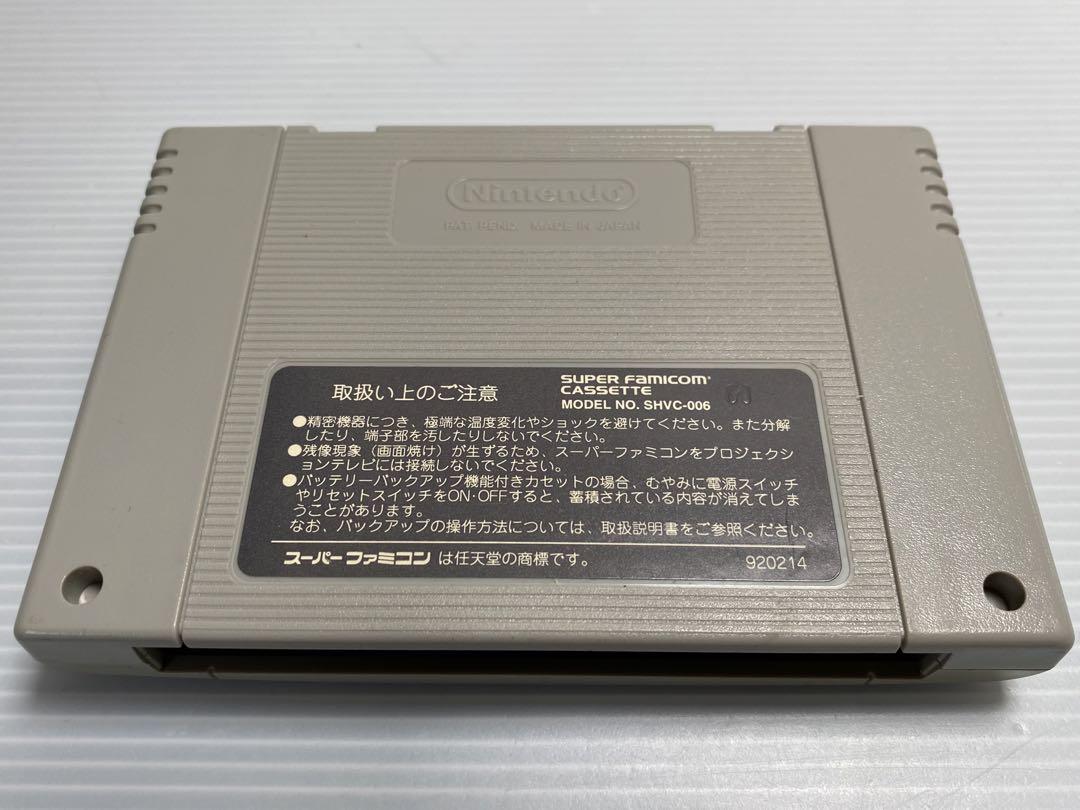 Nintendo®
PAT. PEND. MADE IN JAPAN
取扱い上のご注意
SUPER FAMICOM®
CASSETTE
MODEL NO. SHVC-006
●精密機器につき、極端な温度変化やショックを避けてください。また分解
したり、端子部を汚したりしないでください。
●残像現象（画面焼け）が生ずるため、スーパーファミコンをプロジェクシ
ョンテレビには接続しないでください。
●バッテリーバックアップ機能付きカセットの場合、むやみに電源スイッチ
やリセットスイッチをON·OFFすると、蓄積されている内容が消えてしま
うことがあります。
なお、バックアップの操作方法については、取扱説明書をご参照ください。
スーパーファミコン は任天堂の商標です。
920214